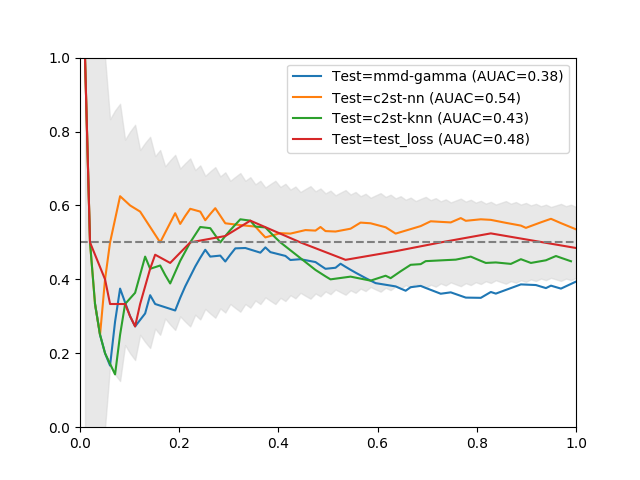 1.0
0.8
0.6
0.4
0.2
0.0
0.0 0.2 0.4 0.6 0.8 1.0
Test=mmd-gamma (AUAC=0.38)
Test=c2st-nn (AUAC=0.54)
Test=c2st-knn (AUAC=0.43)
Test=test_loss (AUAC=0.48)